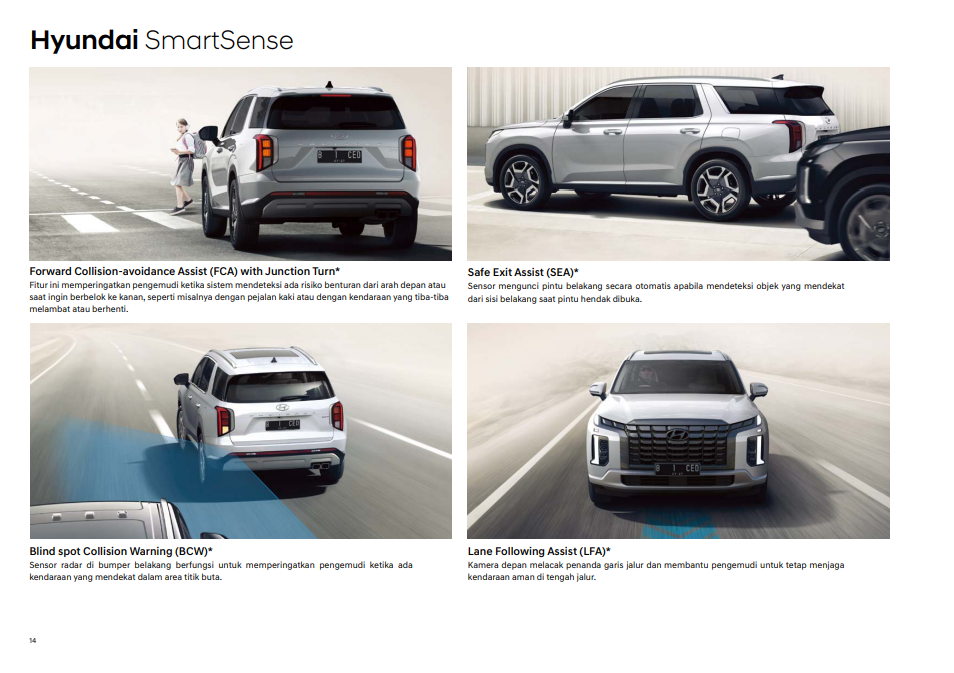 Hyundai SmartSense
B 1 CEO
Forward Collision-avoidance Assist (FCA) with Junction Turn*
Fitur ini memperingatkan pengemudi ketika sistem mendeteksi ada risiko benturan dari arah depan atau
saat ingin berbelok ke kanan, seperti misalnya dengan pejalan kaki atau dengan kendaraan yang tiba-tiba
melambat atau berhenti.
Safe Exit Assist (SEA)*
Sensor mengunci pintu belakang secara otomatis apabila mendeteksi objek yang mendekat
dari sisi belakang saat pintu hendak dibuka.
B 1 CEO
B 1 CEO
Blind spot Collision Warning (BCW)*
Sensor radar di bumper belakang berfungsi untuk memperingatkan pengemudi ketika ada
kendaraan yang mendekat dalam area titik buta.
Lane Following Assist (LFA)*
Kamera depan melacak penanda garis jalur dan membantu pengemudi untuk tetap menjaga
kendaraan aman di tengah jalur.
14